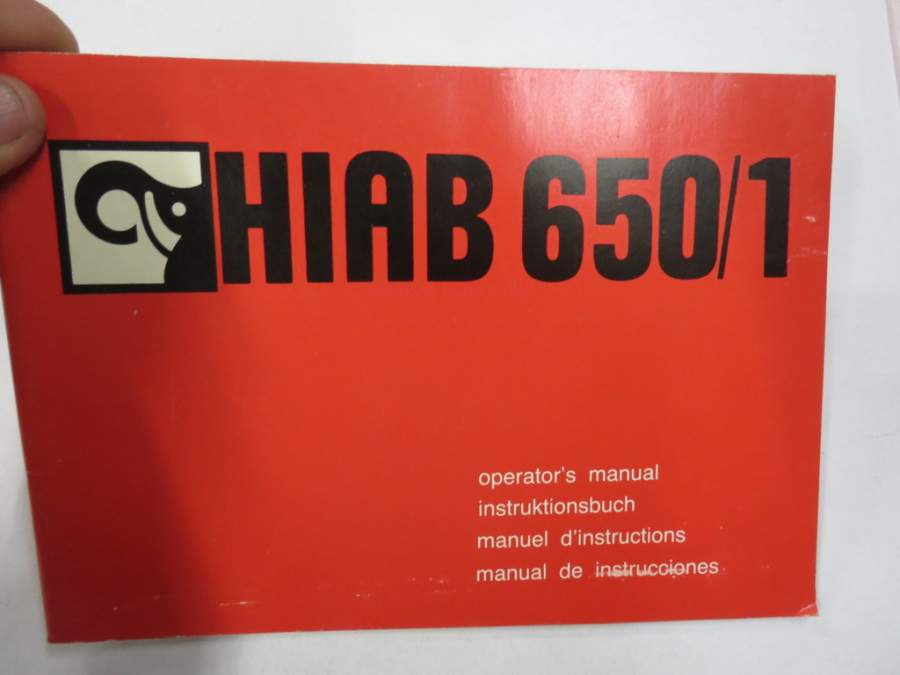 HIAB 650/1
operator's manual
instruktionsbuch
manuel d'instructions
manual de instrucciones